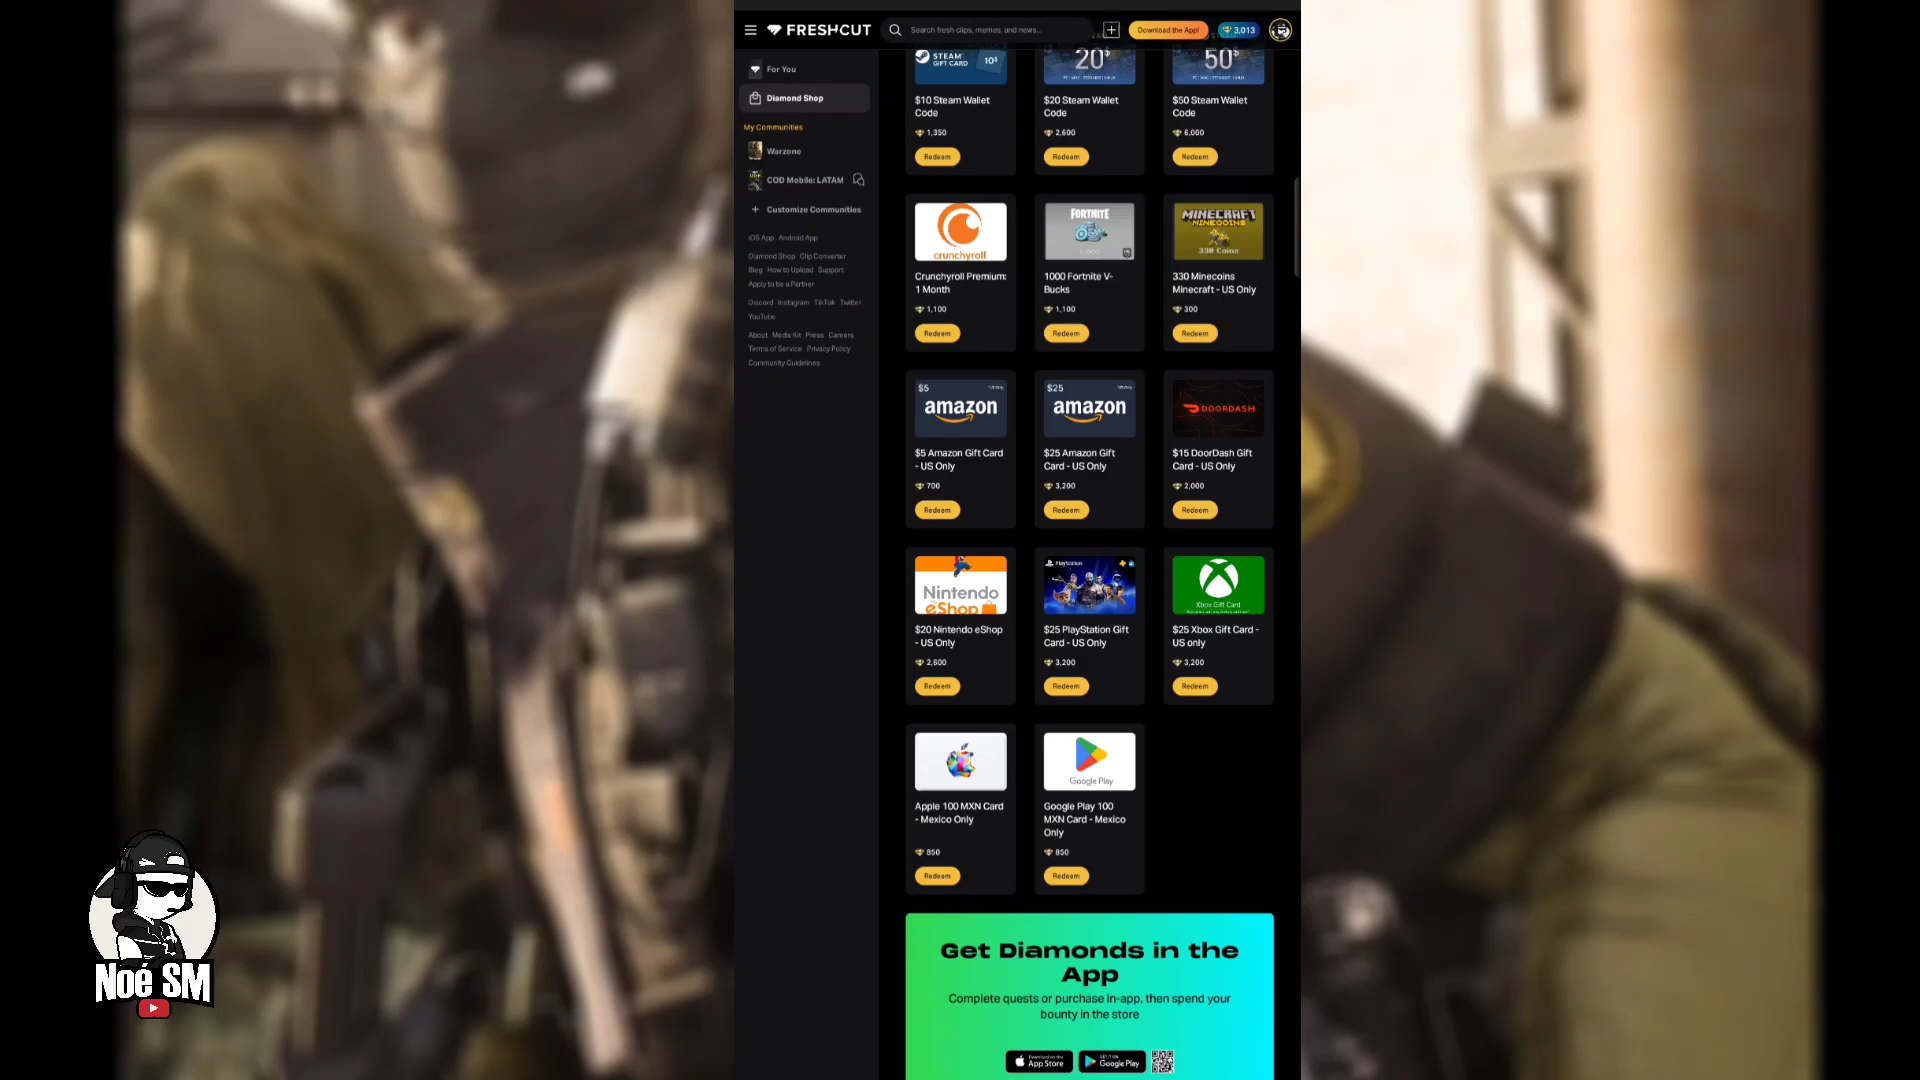 FRESHCUT
Search fresh clips, memes, and news...
Download the App!
3,013
For You
Diamond Shop
My Communities
Warzone
COD Mobile: LATAM
+ Customize Communities
iOS App Android App
Diamond Shop Clip Converter
Blog How to Upload Support
Apply to be a Partner
Discord Instagram TikTok Twitter
YouTube
About Media Kit Press Careers
Terms of Service Privacy Policy
Community Guidelines
STEAM
GIFT CARD 10$
20$
50$
$10 Steam Wallet
Code
1,350
Redeem
$20 Steam Wallet
Code
2,600
Redeem
$50 Steam Wallet
Code
6,000
Redeem
crunchyroll
Crunchyroll Premium:
1 Month
1,100
Redeem
FORTNITE
1,000
1000 Fortnite V-
Bucks
1,100
Redeem
MINECRAFT
MINECOINS
330 Coins
330 Minecoins
Minecraft - US Only
300
Redeem
$5
amazon
$5 Amazon Gift Card
- US Only
700
Redeem
$25
amazon
$25 Amazon Gift
Card - US Only
3,200
Redeem
DOORDASH
$15 DoorDash Gift
Card - US Only
2,000
Redeem
Nintendo
eShop
$20 Nintendo eShop
- US Only
2,600
Redeem
PlayStation
$25 PlayStation Gift
Card - US Only
3,200
Redeem
Xbox Gift Card
$25 Xbox Gift Card -
US only
3,200
Redeem
Apple 100 MXN Card
- Mexico Only
850
Redeem
Google Play
Google Play 100
MXN Card - Mexico
Only
850
Redeem
Get Diamonds in the
App
Complete quests or purchase in-app, then spend your
bounty in the store
Download on the
App Store
GET IT ON
Google Play
Noé SM